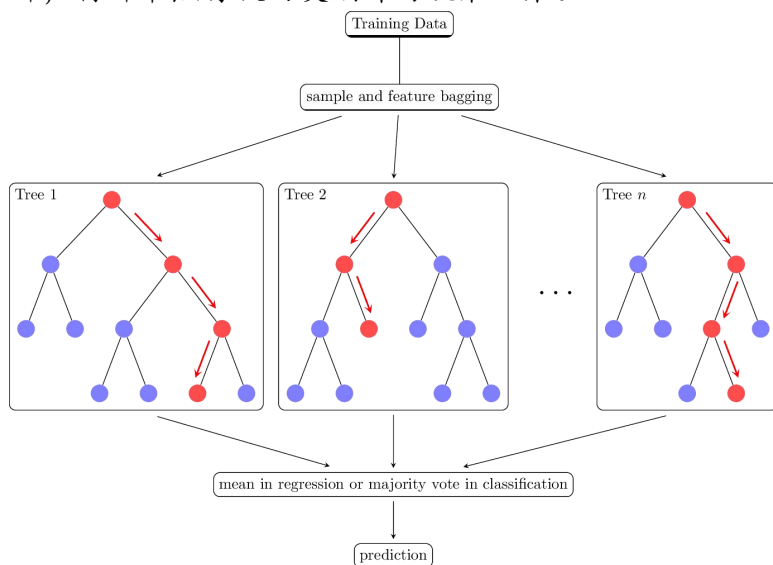 Training Data
sample and feature bagging
Tree 1
Tree 2
Tree n
. . .
mean in regression or majority vote in classification
prediction